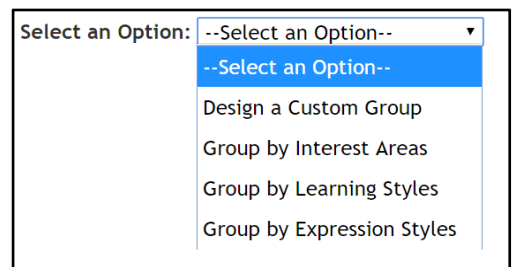 Select an Option: --Select an Option--
--Select an Option--
Design a Custom Group
Group by Interest Areas
Group by Learning Styles
Group by Expression Styles